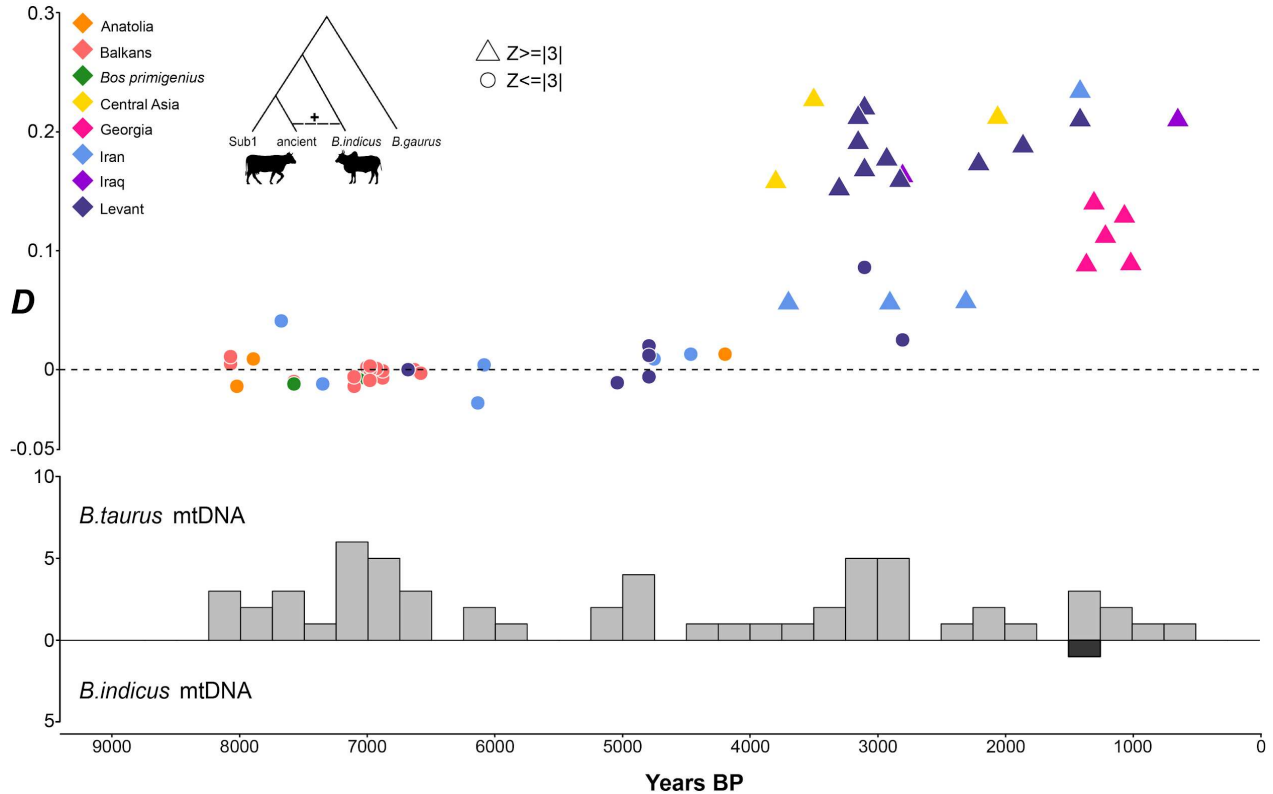 0.3
0.2
0.1
D
0
-0.05
Anatolia
Balkans
Bos primigenius
Central Asia
Georgia
Iran
Iraq
Levant
+
Sub1 ancient B.indicus B.gaurus
Z>=|3|
Z<=|3|
10
B.taurus mtDNA
5
0
B.indicus mtDNA
5
9000 8000 7000 6000 5000 4000 3000 2000 1000 0
Years BP